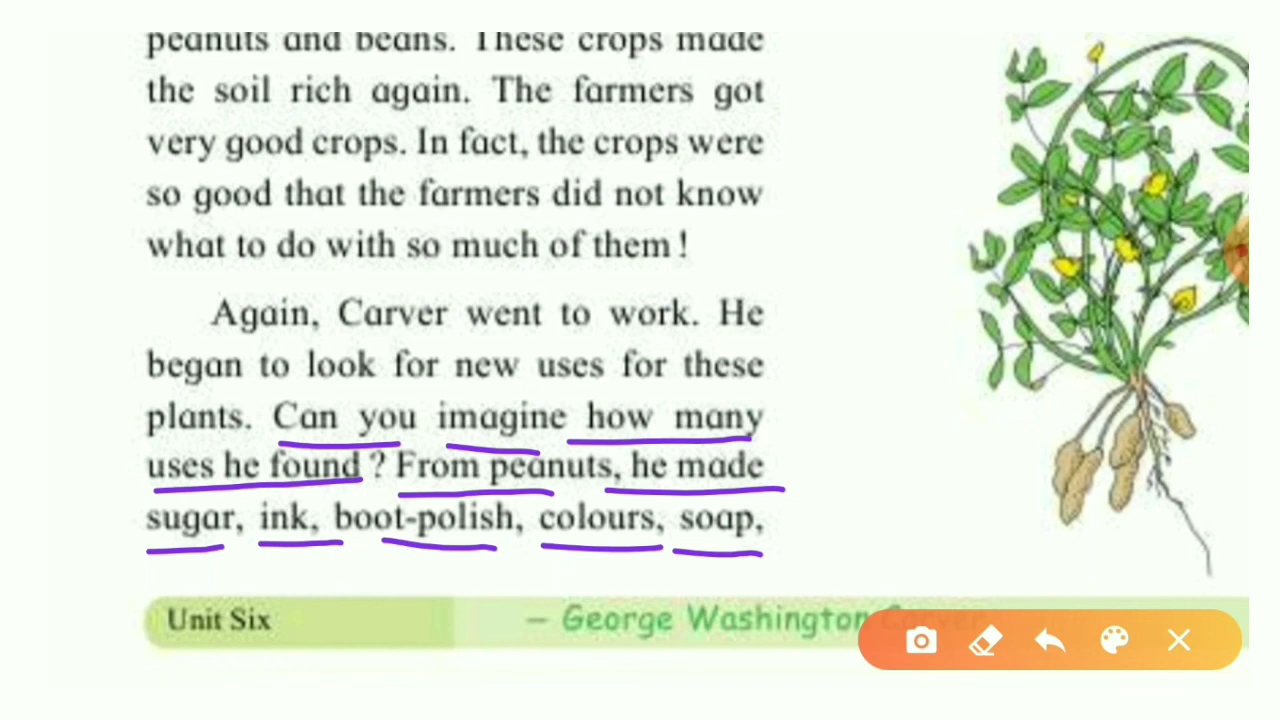 peanuts and beans. These crops made
the soil rich again. The farmers got
very good crops. In fact, the crops were
so good that the farmers did not know
what to do with so much of them !
Again, Carver went to work. He
began to look for new uses for these
plants. Can you imagine how many
uses he found ? From peanuts, he made
sugar, ink, boot-polish, colours, soap,
Unit Six
— George Washington Carver